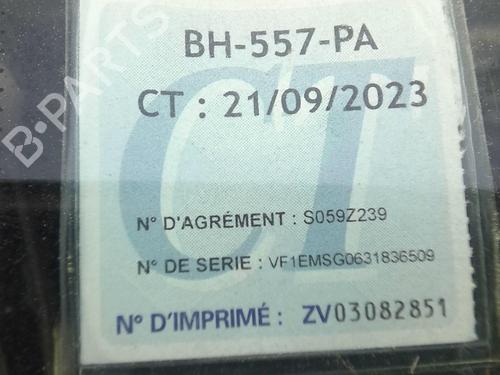 BH-557-PA
CT : 21/09/2023
CT
N° D'AGRÉMENT : S059Z239
N° DE SERIE : VF1EMSG0631836509
N° D'IMPRIMÉ : ZV03082851
B-PARTS